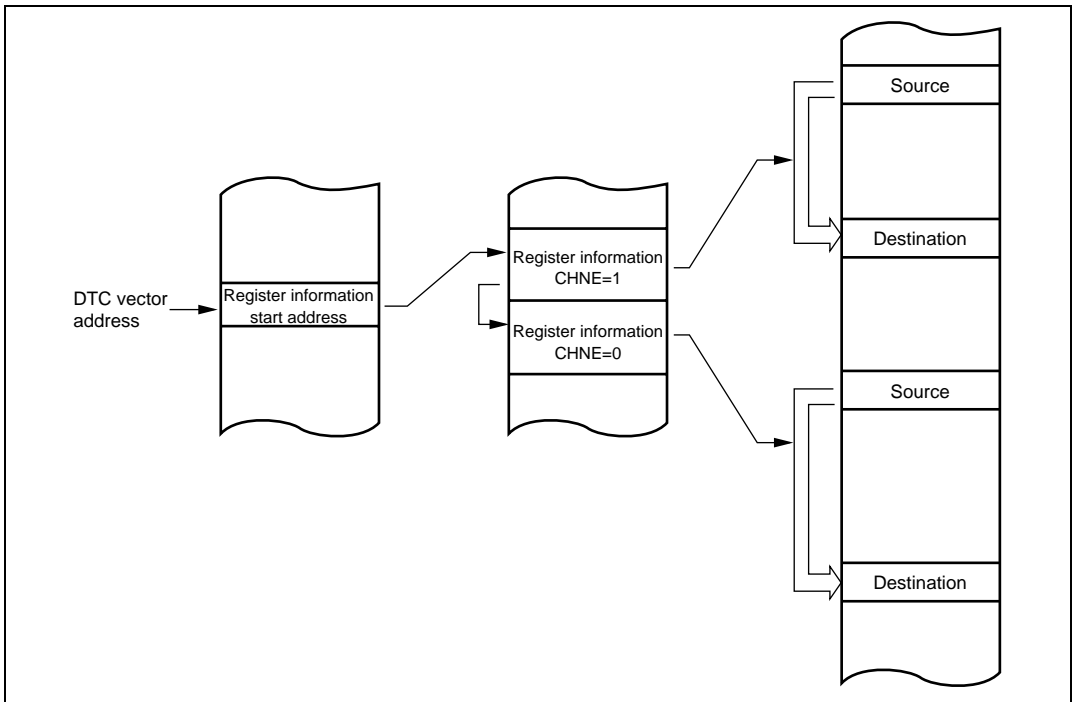 DTC vector
address
Register information
start address
Register information
CHNE=1
Register information
CHNE=0
Source
Destination
Source
Destination